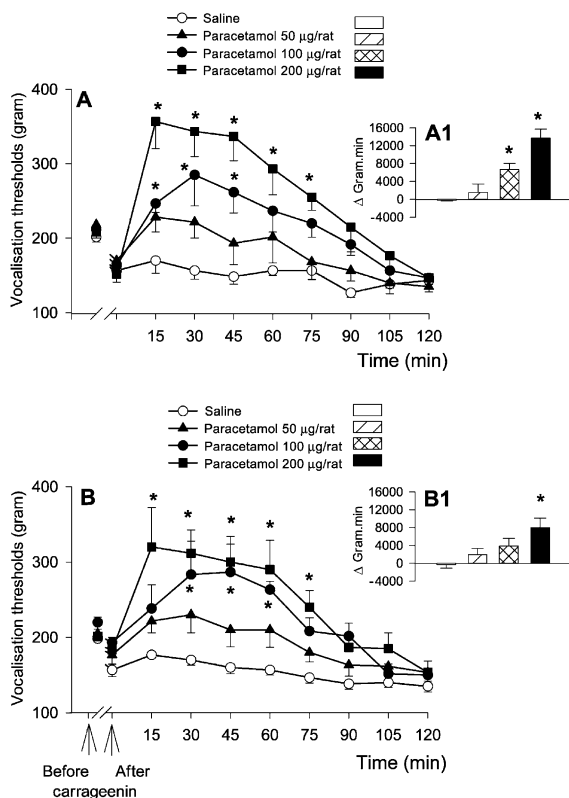 Saline
Paracetamol 50 µg/rat
Paracetamol 100 µg/rat
Paracetamol 200 µg/rat
A
Vocalisation thresholds (gram)
400
300
200
100
15 30 45 60 75 90 105 120
Time (min)
* * * * * * * *
A1
Δ Gram.min
16000
12000
8000
4000
0
-4000
* *
Saline
Paracetamol 50 µg/rat
Paracetamol 100 µg/rat
Paracetamol 200 µg/rat
B
Vocalisation thresholds (gram)
400
300
200
100
15 30 45 60 75 90 105 120
Time (min)
* * * * * * * *
B1
Δ Gram.min
16000
12000
8000
4000
0
-4000
*
Before After
carrageenin